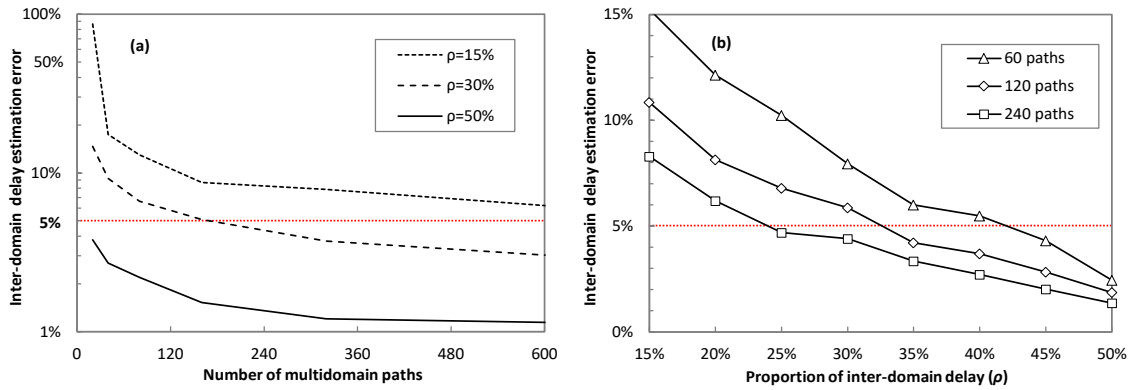 100%
50%
10%
5%
1%
Inter-domain delay estimation error
(a)
ρ=15%
ρ=30%
ρ=50%
0
120
240
360
480
600
Number of multidomain paths
15%
10%
5%
0%
Inter-domain delay estimation error
(b)
60 paths
120 paths
240 paths
15%
20%
25%
30%
35%
40%
45%
50%
Proportion of inter-domain delay (ρ)